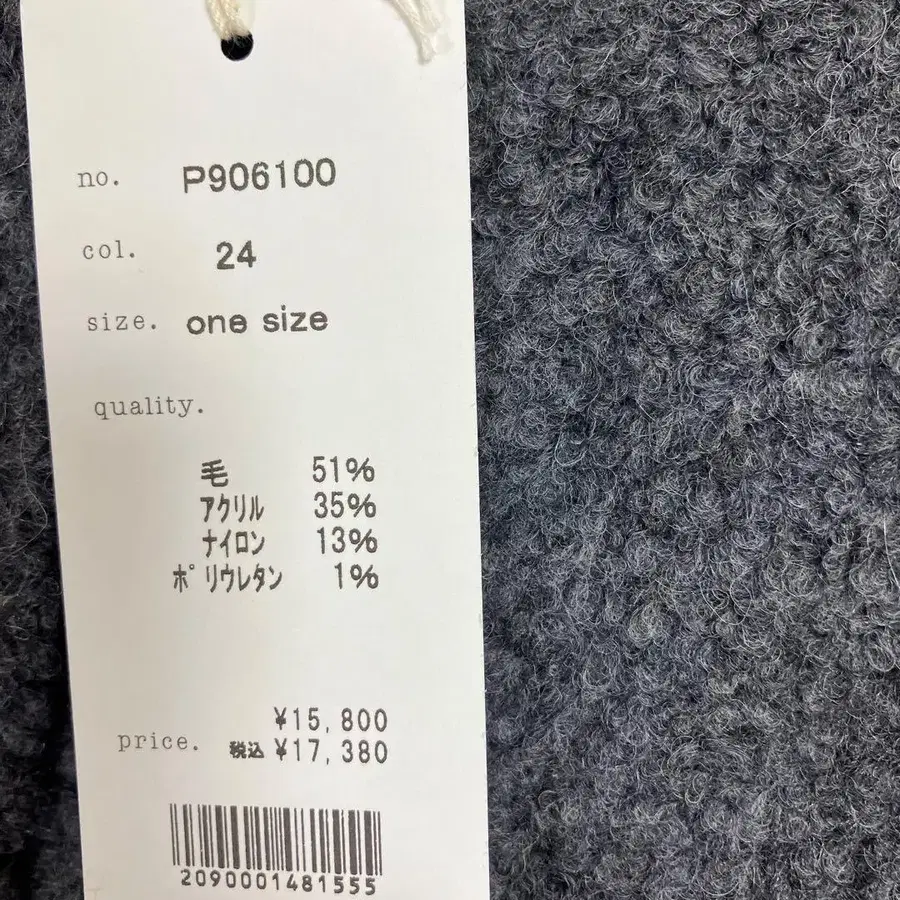 no. P906100
col. 24
size. one size
quality.
毛 51%
アクリル 35%
ナイロン 13%
ポリウレタン 1%
¥15,800
price. 税込 ¥17,380
2090001481555